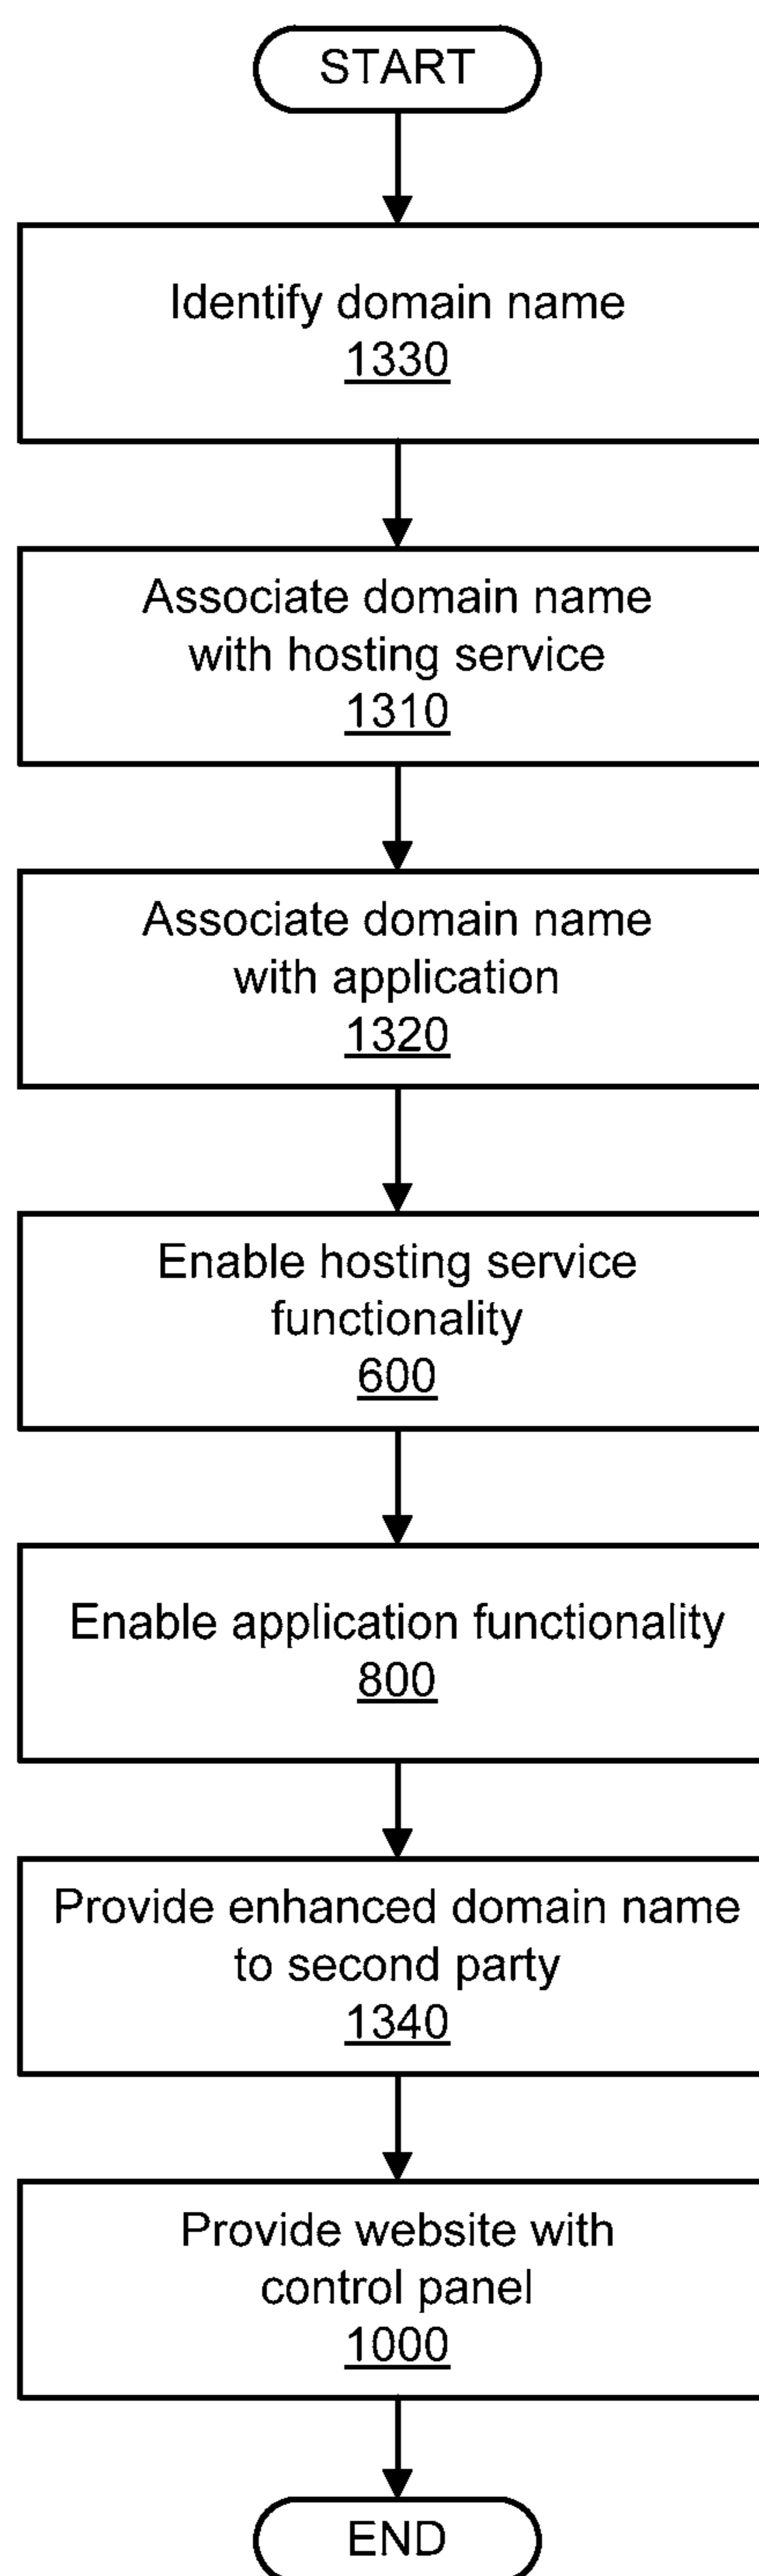 START
Identify domain name
1330
Associate domain name
with hosting service
1310
Associate domain name
with application
1320
Enable hosting service
functionality
600
Enable application functionality
800
Provide enhanced domain name
to second party
1340
Provide website with
control panel
1000
END